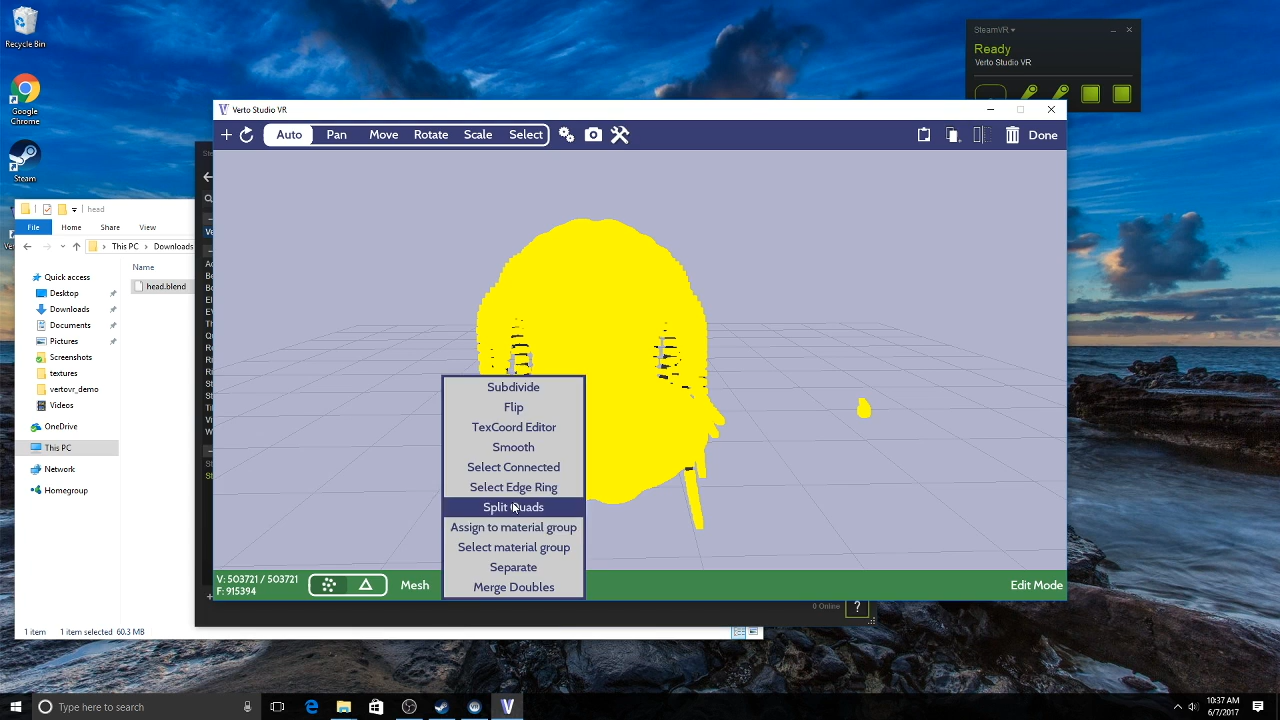 Recycle Bin
Google
Chrome
Steam
SteamVR
Ready
Verto Studio VR
Verto Studio VR
Auto
Pan
Move
Rotate
Scale
Select
Done
head
File
Home
Share
View
This PC
Downloads
Name
Quick access
Desktop
Downloads
Documents
Pictures
Screenshots
textures
vertovr_demo
Videos
OneDrive
This PC
Network
Homegroup
head.blend
Subdivide
Flip
TexCoord Editor
Smooth
Select Connected
Select Edge Ring
Split Quads
Assign to material group
Select material group
Separate
Merge Doubles
V: 503721 / 503721
F: 915394
Mesh
Edit Mode
0 Online
?
1 item
1 item selected 60.3 MB
Type here to search
10:37 AM
6/7/2017